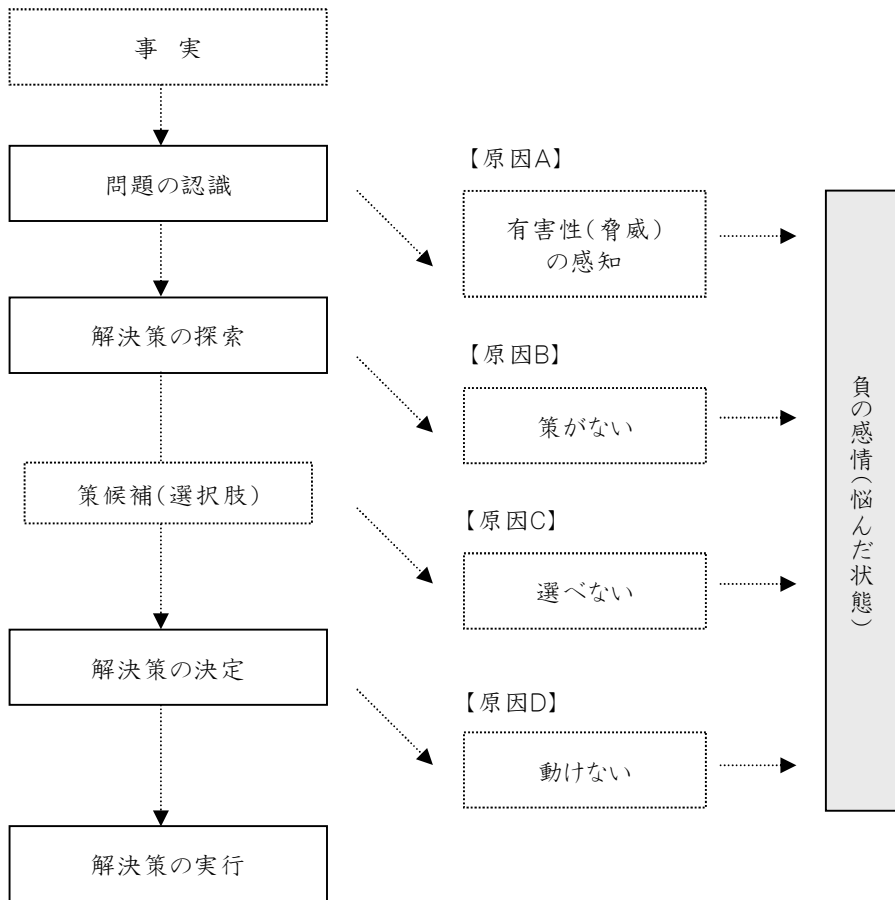 事 実
問題の認識
【原因A】
有害性(脅威)
の感知
解決策の探索
【原因B】
策がない
策候補(選択肢)
【原因C】
選べない
解決策の決定
【原因D】
動けない
解決策の実行
負の感情(悩んだ状態)